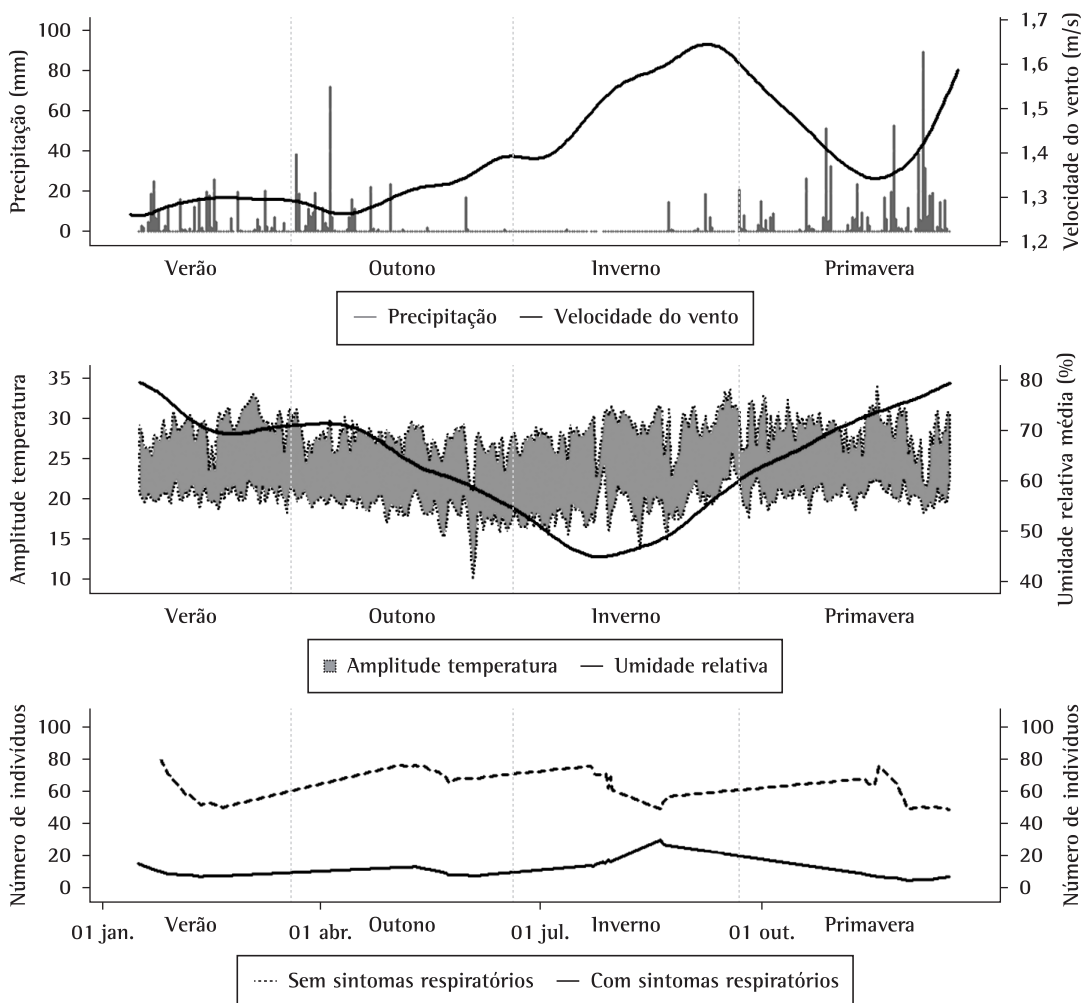 Precipitação (mm)
100
80
60
40
20
0
1,7
1,6
1,5
1,4
1,3
1,2
Velocidade do vento (m/s)
Verão Outono Inverno Primavera
Precipitação Velocidade do vento
Amplitude temperatura
35
30
25
20
15
10
80
70
60
50
40
Umidade relativa média (%)
Verão Outono Inverno Primavera
Amplitude temperatura Umidade relativa
Número de indivíduos
100
80
60
40
20
0
100
80
60
40
20
0
Número de indivíduos
01 jan. Verão 01 abr. Outono 01 jul. Inverno 01 out. Primavera
Sem sintomas respiratórios Com sintomas respiratórios